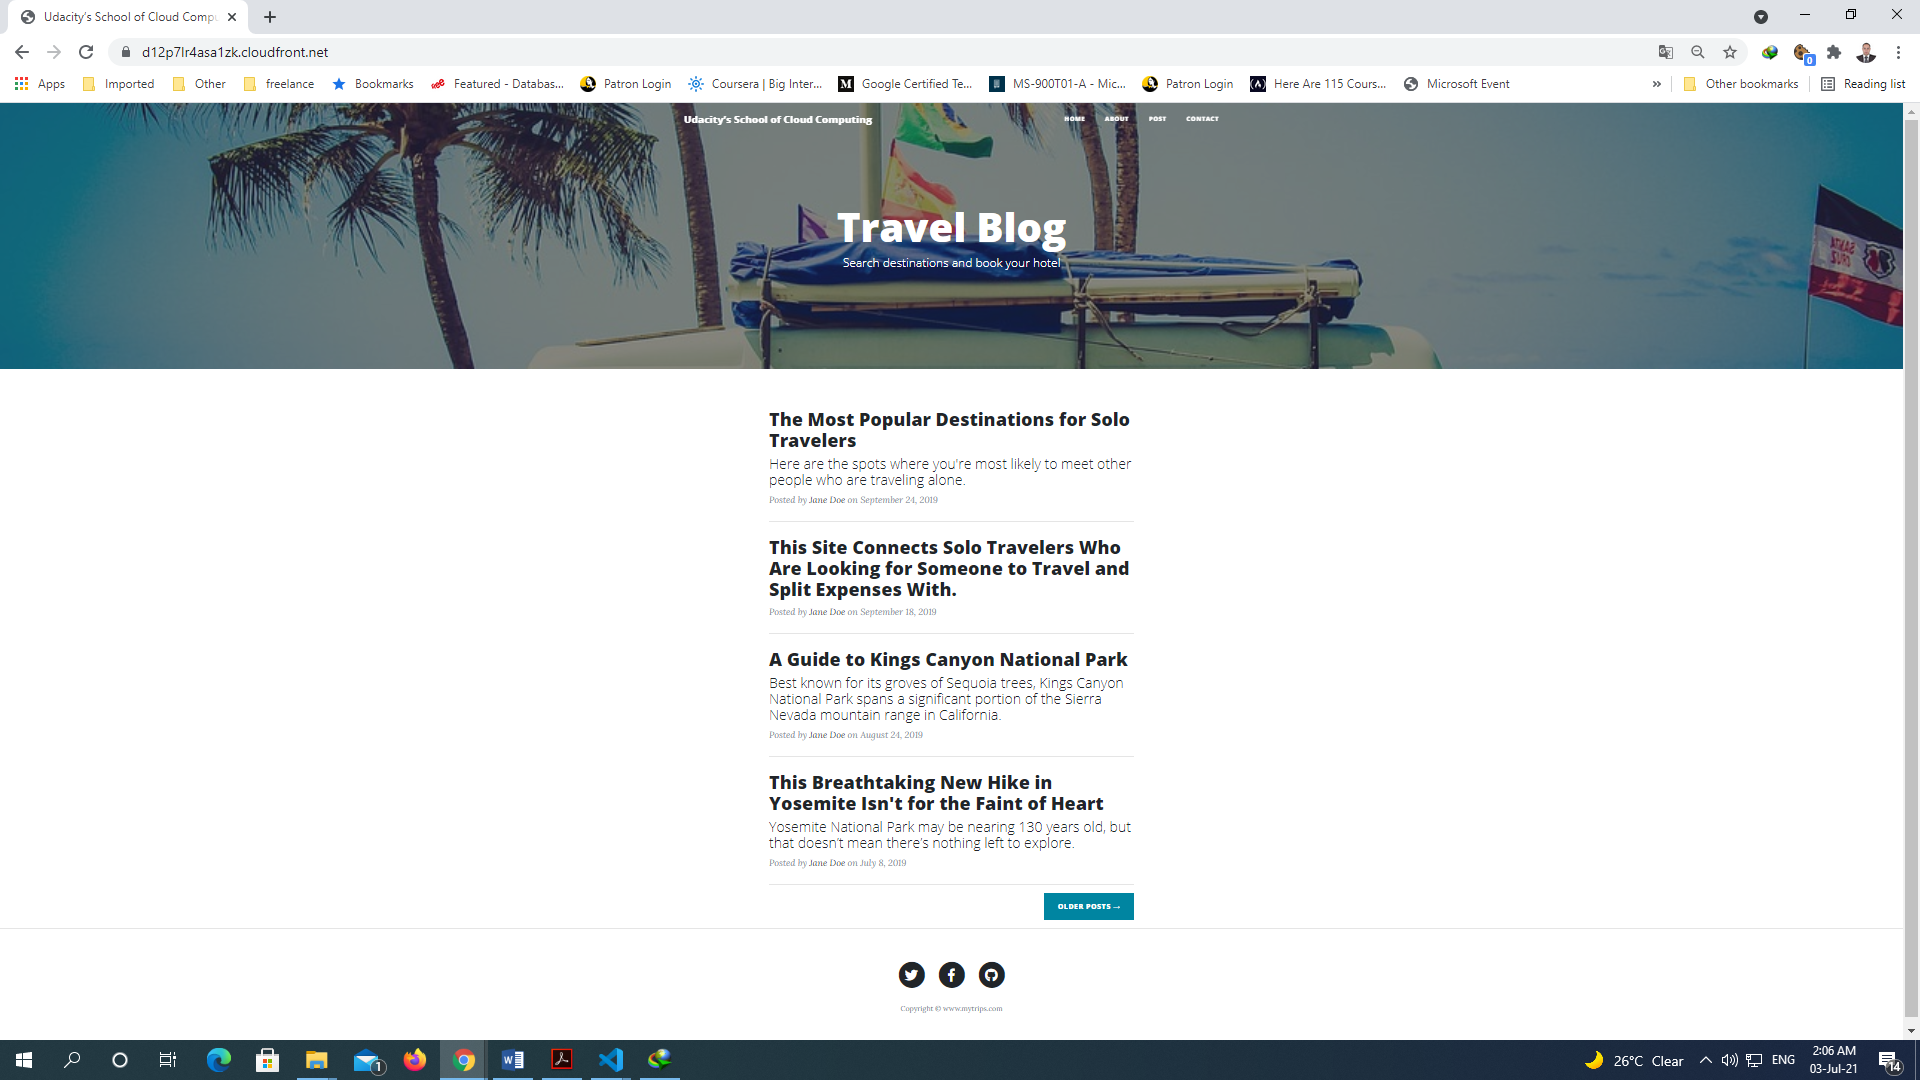 Udacity's School of Cloud Compu
d12p7lr4asa1zk.cloudfront.net
0
Apps Imported Other freelance Bookmarks Featured - Databas... Patron Login Coursera | Big Inter... Google Certified Te... MS-900T01-A - Mic... Patron Login Here Are 115 Cours... Microsoft Event » Other bookmarks Reading list
Udacity's School of Cloud Computing HOME ABOUT POST CONTACT
Travel Blog
Search destinations and book your hotel
The Most Popular Destinations for Solo
Travelers
Here are the spots where you're most likely to meet other
people who are traveling alone.
Posted by Jane Doe on September 24, 2019
This Site Connects Solo Travelers Who
Are Looking for Someone to Travel and
Split Expenses With.
Posted by Jane Doe on September 18, 2019
A Guide to Kings Canyon National Park
Best known for its groves of Sequoia trees, Kings Canyon
National Park spans a significant portion of the Sierra
Nevada mountain range in California.
Posted by Jane Doe on August 24, 2019
This Breathtaking New Hike in
Yosemite Isn't for the Faint of Heart
Yosemite National Park may be nearing 130 years old, but
that doesn't mean there's nothing left to explore.
Posted by Jane Doe on July 8, 2019
OLDER POSTS →
Copyright © www.mytrips.com
1
26°C Clear ENG
2:06 AM
03-Jul-21
14